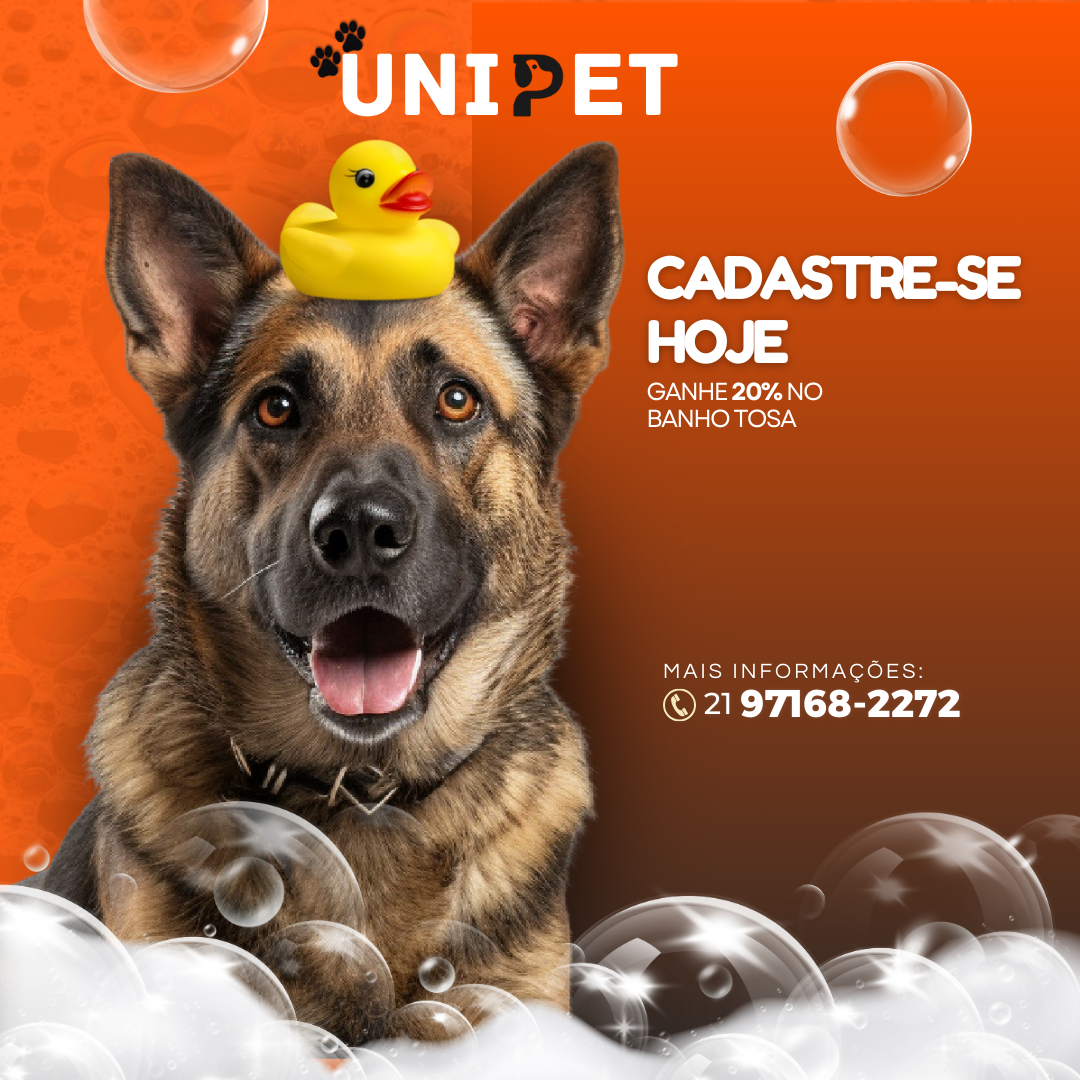 UNIPET
CADASTRE-SE
HOJE
GANHE 20% NO
BANHO TOSA
MAIS INFORMAÇÕES:
21 97168-2272